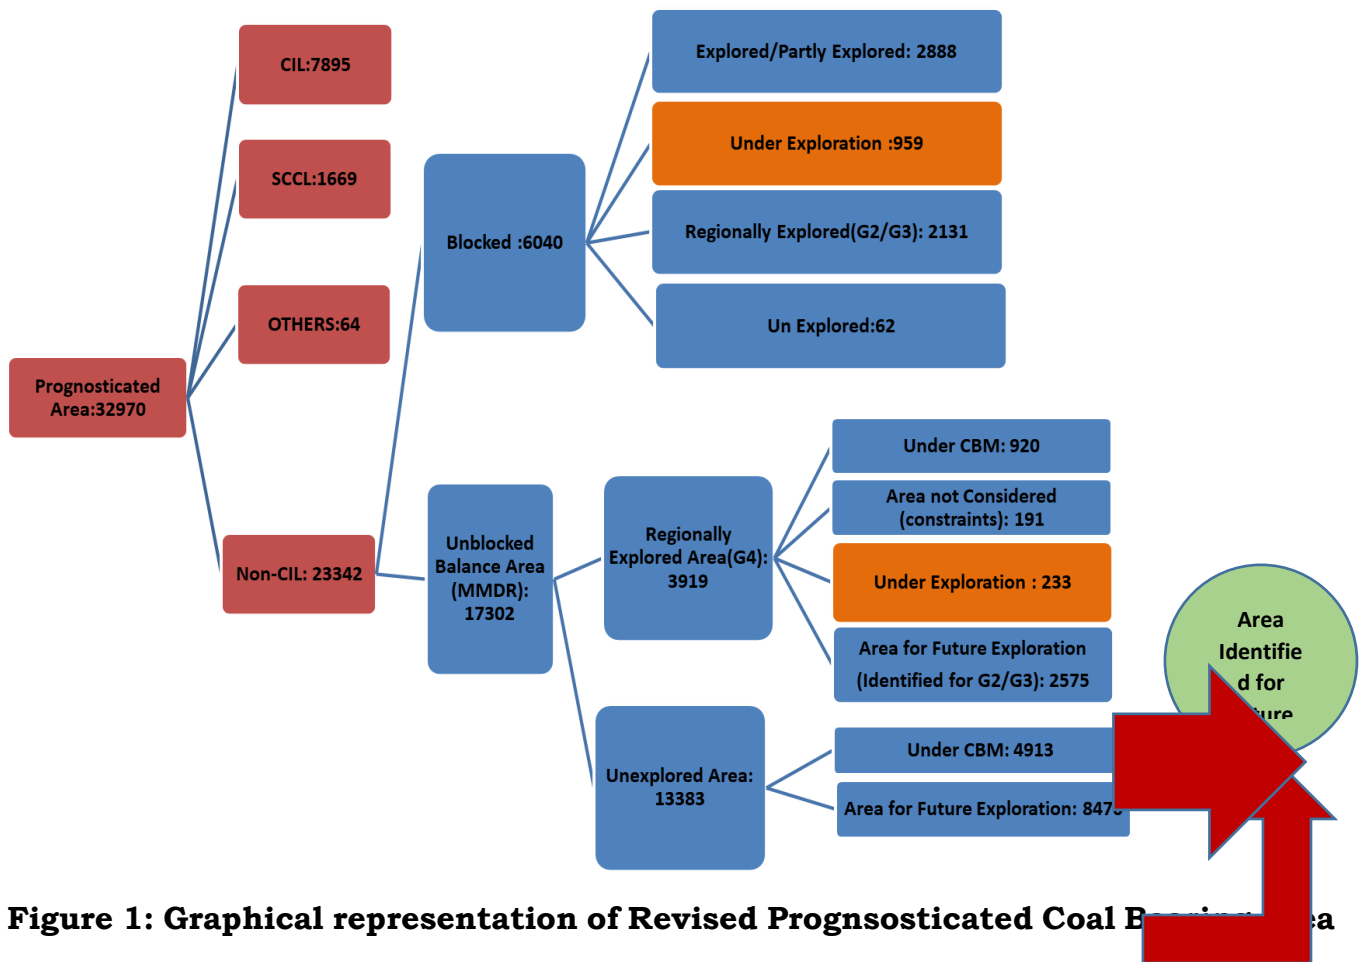 CIL:7895
SCCL:1669
OTHERS:64
Prognosticated
Area:32970
Non-CIL: 23342
Blocked :6040
Unblocked
Balance Area
(MMDR):
17302
Explored/Partly Explored: 2888
Under Exploration :959
Regionally Explored(G2/G3): 2131
Un Explored:62
Regionally
Explored Area(G4):
3919
Unexplored Area:
13383
Under CBM: 920
Area not Considered
(constraints): 191
Under Exploration : 233
Area for Future Exploration
(Identified for G2/G3): 2575
Under CBM: 4913
Area for Future Exploration:
Area
Identifie
d for
Figure 1: Graphical representation of Revised Prognsosticated Coal